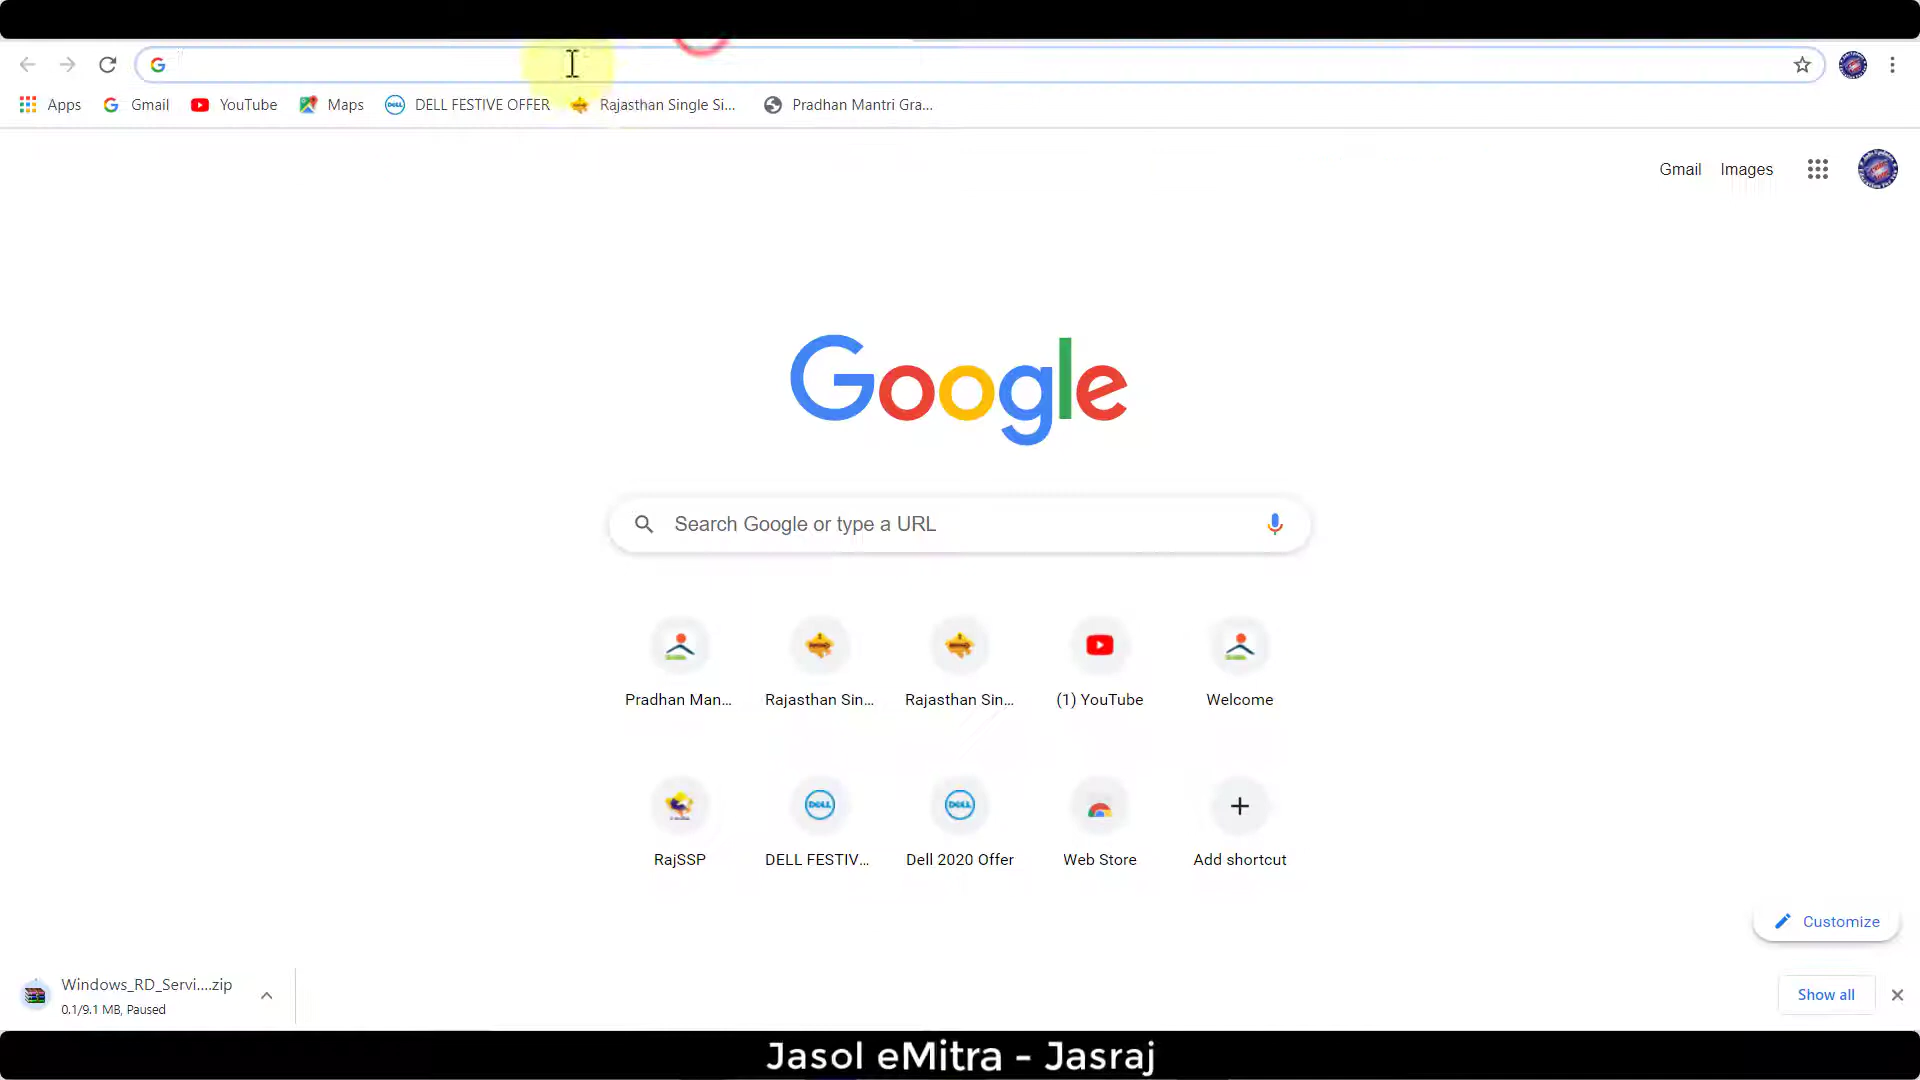 Apps Gmail YouTube Maps DELL FESTIVE OFFER Rajasthan Single Si... Pradhan Mantri Gra...
Gmail Images
Google
Search Google or type a URL
Pradhan Man... Rajasthan Sin... Rajasthan Sin... (1) YouTube Welcome
RajSSP DELL FESTIV... Dell 2020 Offer Web Store Add shortcut
Customize
Windows_RD_Servi....zip
0.1/9.1 MB, Paused
Show all
Jasol eMitra - Jasraj